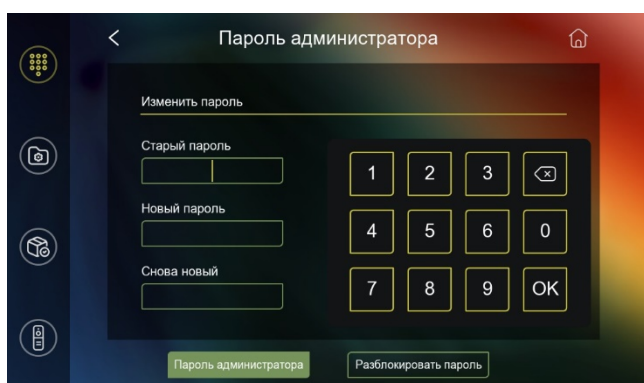 Пароль администратора
Изменить пароль
Старый пароль
Новый пароль
Снова новый
1 2 3
4 5 6 0
7 8 9 OK
Пароль администратора
Разблокировать пароль